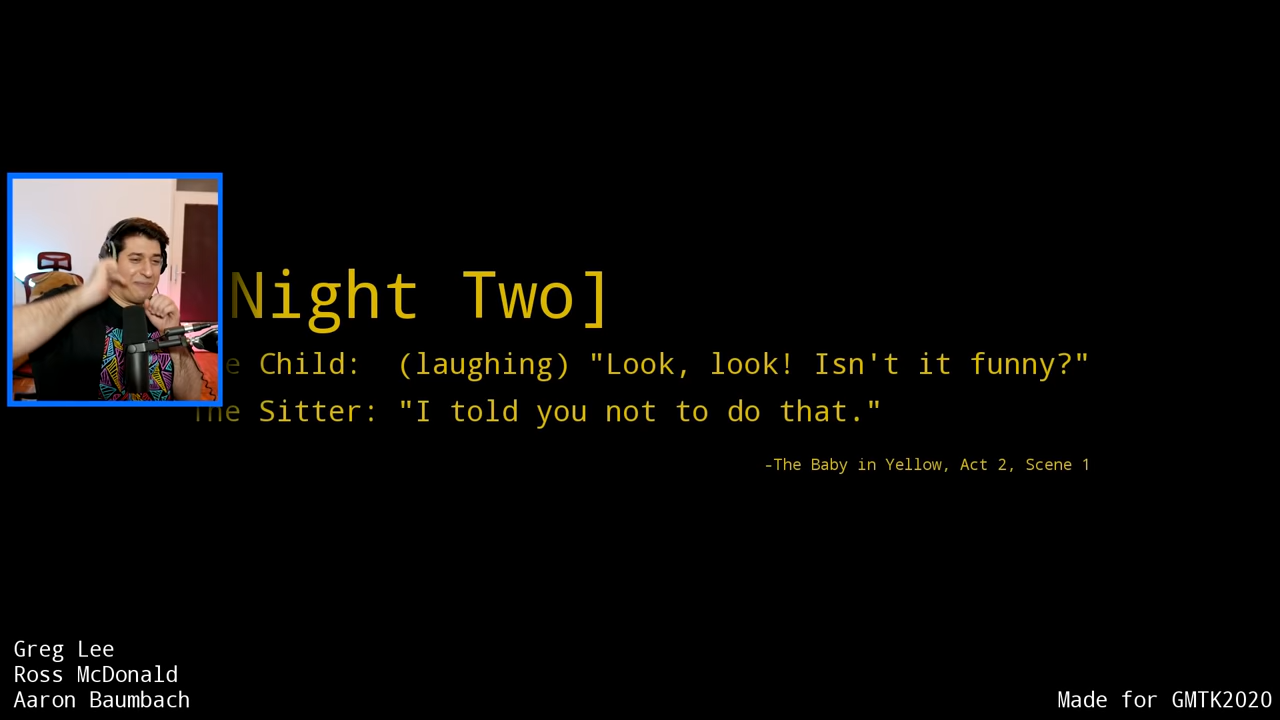 Night Two]
Child: (laughing) "Look, look! Isn't it funny?"
The Sitter: "I told you not to do that."
-The Baby in Yellow, Act 2, Scene 1
Greg Lee
Ross McDonald
Aaron Baumbach
Made for GMTK2020